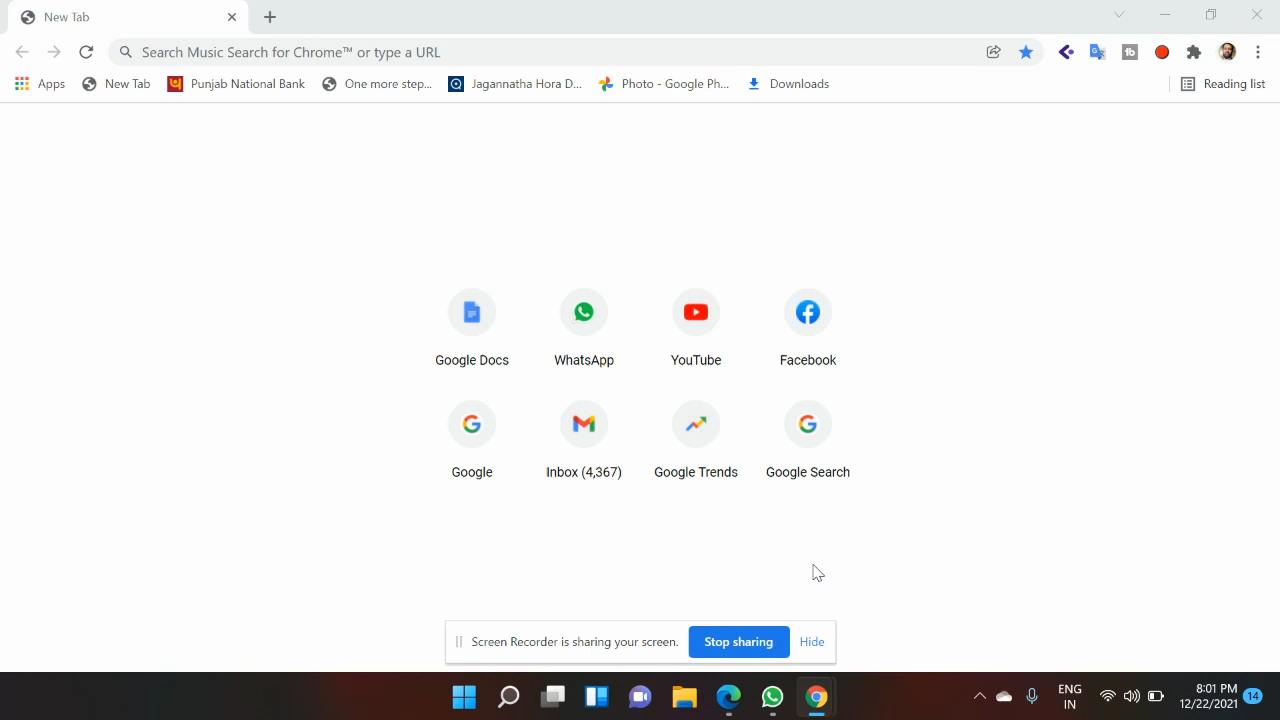 New Tab
Search Music Search for Chrome™ or type a URL
Apps
New Tab
Punjab National Bank
One more step...
Jagannatha Hora D...
Photo - Google Ph...
Downloads
Reading list
Google Docs
WhatsApp
YouTube
Facebook
Google
Inbox (4,367)
Google Trends
Google Search
Screen Recorder is sharing your screen.
Stop sharing
Hide
ENG
IN
8:01 PM
12/22/2021
14